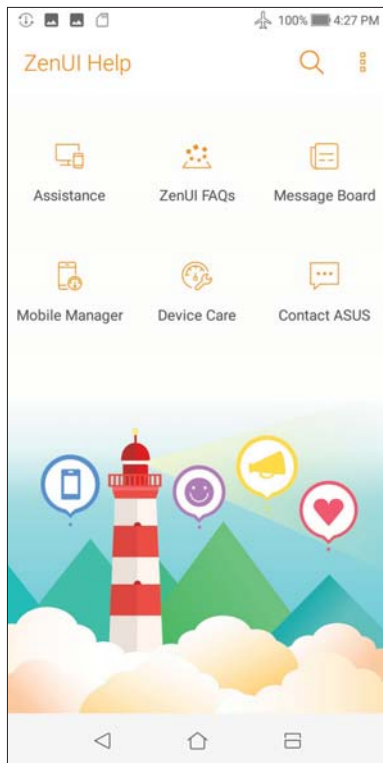 100% 4:27 PM
ZenUI Help
Assistance ZenUI FAQs Message Board
Mobile Manager Device Care Contact ASUS